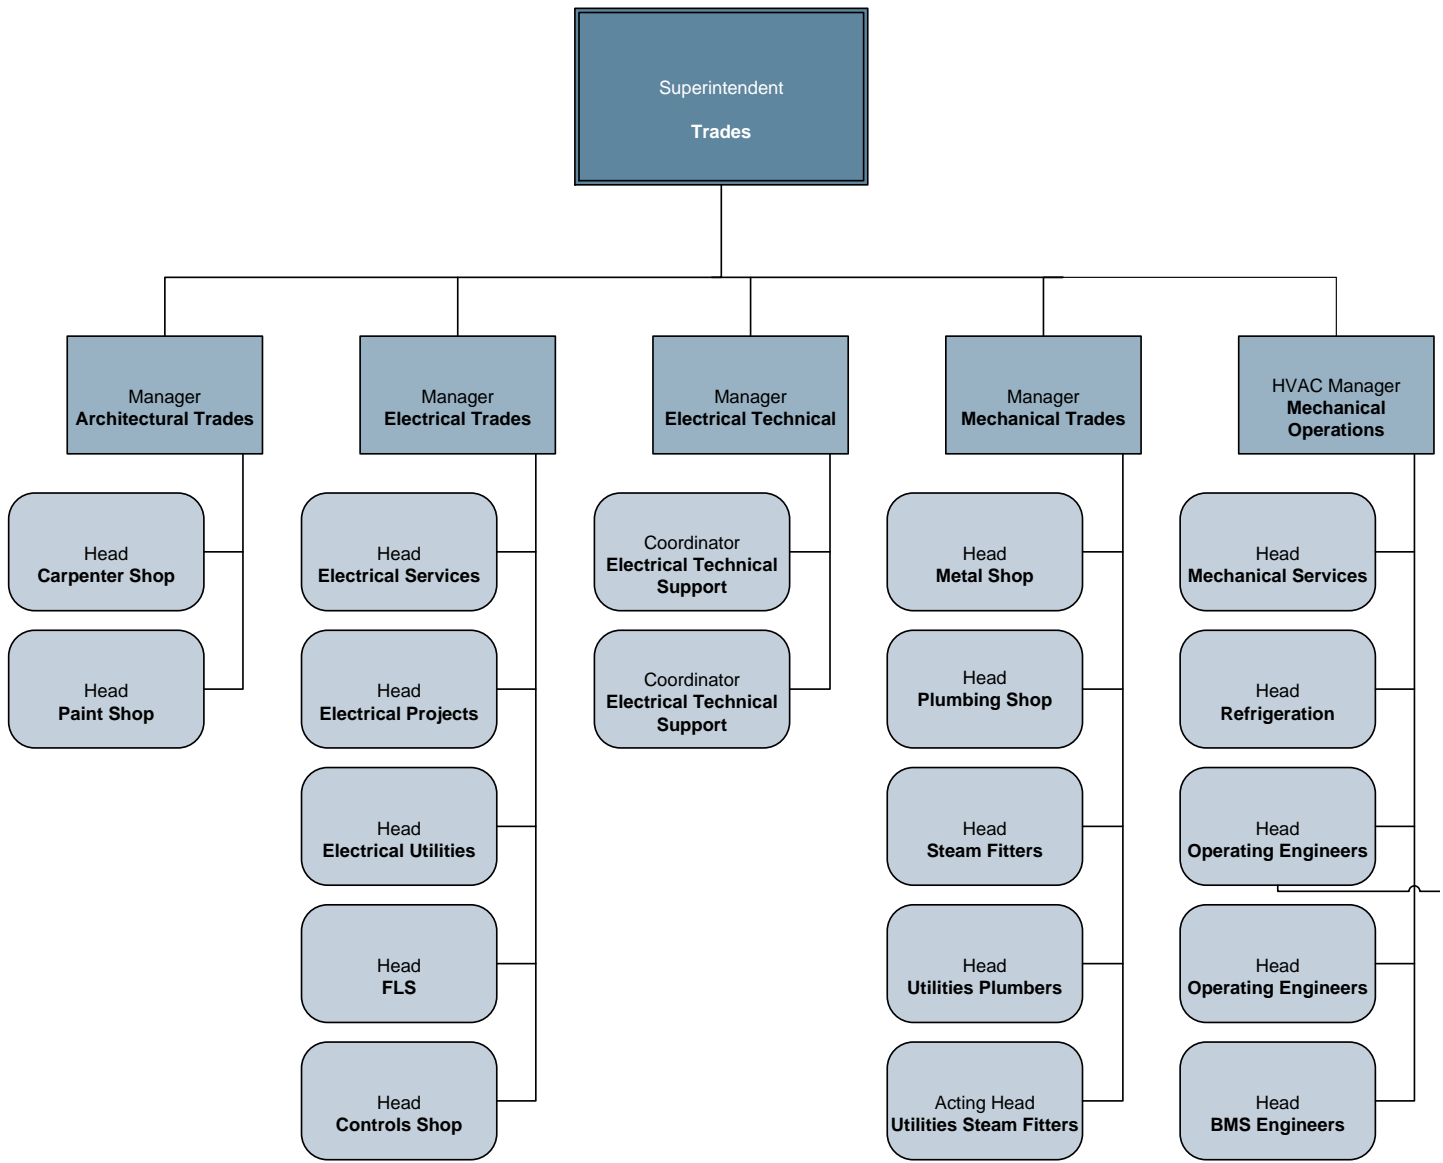 Superintendent
Trades
Manager
Architectural Trades
Manager
Electrical Trades
Manager
Electrical Technical
Manager
Mechanical Trades
HVAC Manager
Mechanical
Operations
Head
Carpenter Shop
Head
Paint Shop
Head
Electrical Services
Head
Electrical Projects
Head
Electrical Utilities
Head
FLS
Head
Controls Shop
Coordinator
Electrical Technical
Support
Coordinator
Electrical Technical
Support
Head
Metal Shop
Head
Plumbing Shop
Head
Steam Fitters
Head
Utilities Plumbers
Acting Head
Utilities Steam Fitters
Head
Mechanical Services
Head
Refrigeration
Head
Operating Engineers
Head
Operating Engineers
Head
BMS Engineers